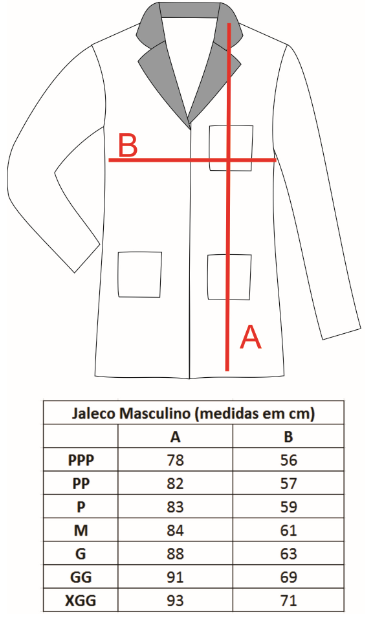 B
A
Jaleco Masculino (medidas em cm)
A B
PPP 78 56
PP 82 57
P 83 59
M 84 61
G 88 63
GG 91 69
XGG 93 71